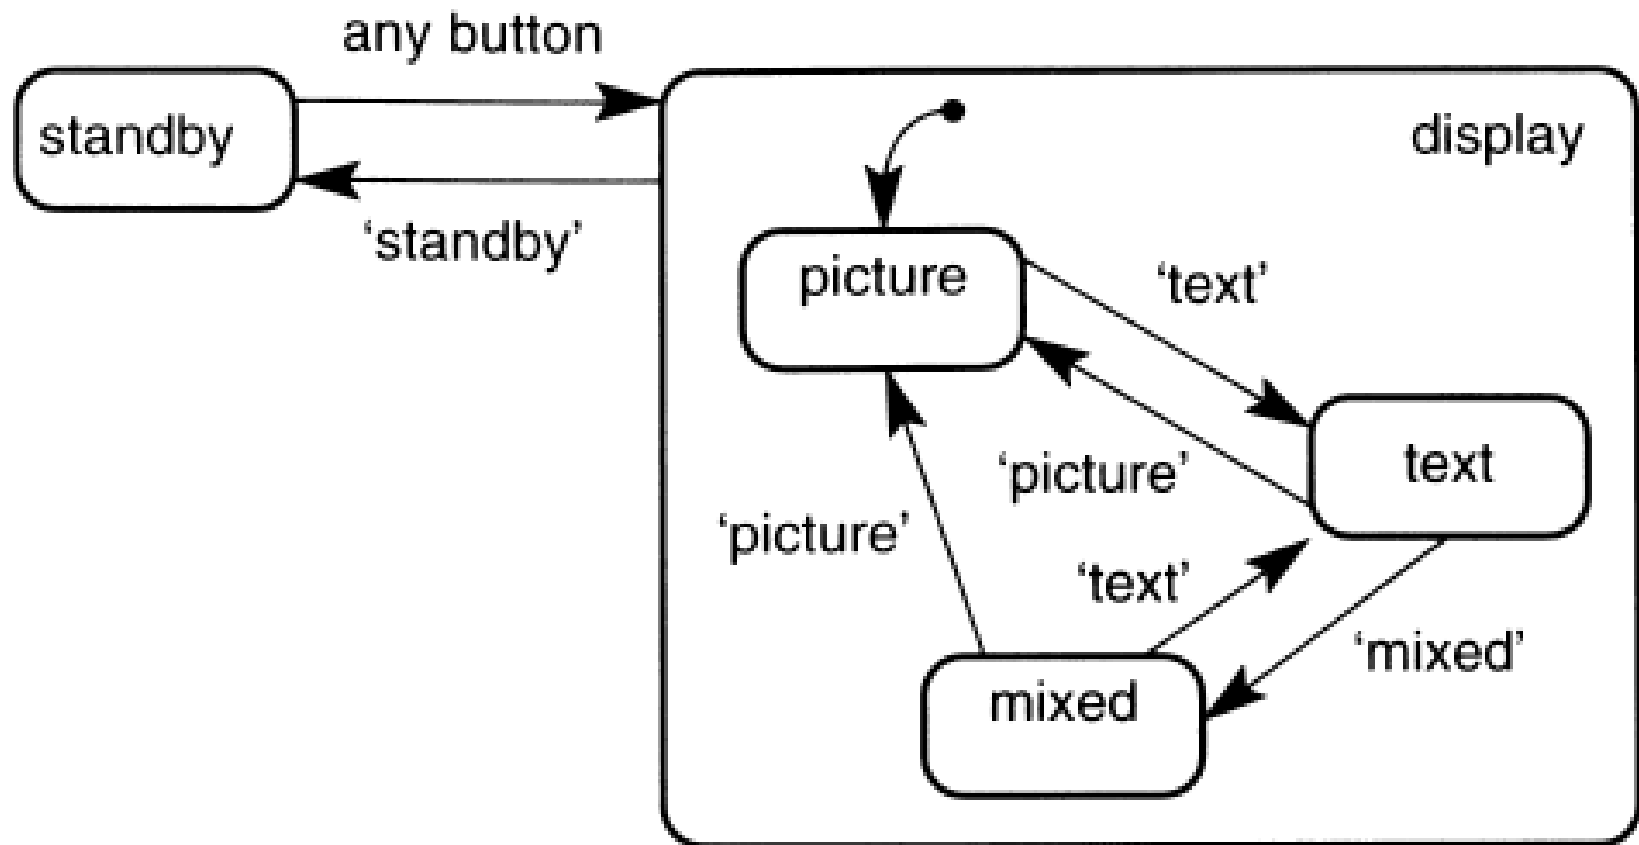 any button
standby
display
‘standby’
picture
‘text’
‘picture’
text
‘picture’
‘text’
‘mixed’
mixed